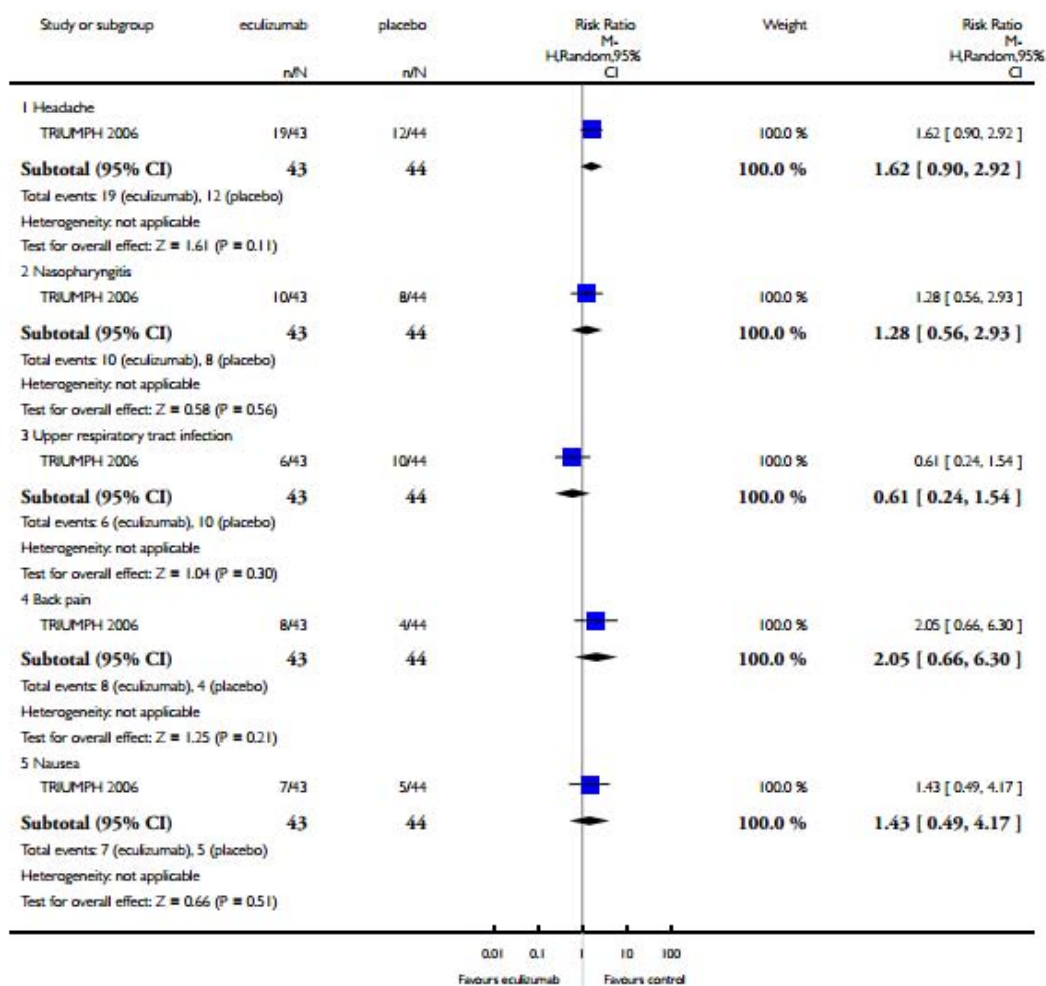 Study or subgroup eculizumab placebo Risk Ratio Weight Risk Ratio
M- M-
H,Random,95% H,Random,95%
n/N n/N CI CI
1 Headache
TRIUMPH 2006 19/43 12/44 100.0 % 1.62 [ 0.90, 2.92 ]
Subtotal (95% CI) 43 44 100.0 % 1.62 [ 0.90, 2.92 ]
Total events: 19 (eculizumab), 12 (placebo)
Heterogeneity: not applicable
Test for overall effect: Z = 1.61 (P = 0.11)
2 Nasopharyngitis
TRIUMPH 2006 10/43 8/44 100.0 % 1.28 [ 0.56, 2.93 ]
Subtotal (95% CI) 43 44 100.0 % 1.28 [ 0.56, 2.93 ]
Total events: 10 (eculizumab), 8 (placebo)
Heterogeneity: not applicable
Test for overall effect: Z = 0.58 (P = 0.56)
3 Upper respiratory tract infection
TRIUMPH 2006 6/43 10/44 100.0 % 0.61 [ 0.24, 1.54 ]
Subtotal (95% CI) 43 44 100.0 % 0.61 [ 0.24, 1.54 ]
Total events: 6 (eculizumab), 10 (placebo)
Heterogeneity: not applicable
Test for overall effect: Z = 1.04 (P = 0.30)
4 Back pain
TRIUMPH 2006 8/43 4/44 100.0 % 2.05 [ 0.66, 6.30 ]
Subtotal (95% CI) 43 44 100.0 % 2.05 [ 0.66, 6.30 ]
Total events: 8 (eculizumab), 4 (placebo)
Heterogeneity: not applicable
Test for overall effect: Z = 1.25 (P = 0.21)
5 Nausea
TRIUMPH 2006 7/43 5/44 100.0 % 1.43 [ 0.49, 4.17 ]
Subtotal (95% CI) 43 44 100.0 % 1.43 [ 0.49, 4.17 ]
Total events: 7 (eculizumab), 5 (placebo)
Heterogeneity: not applicable
Test for overall effect: Z = 0.66 (P = 0.51)
0.01 0.1 1 10 100
Favours eculizumab Favours control